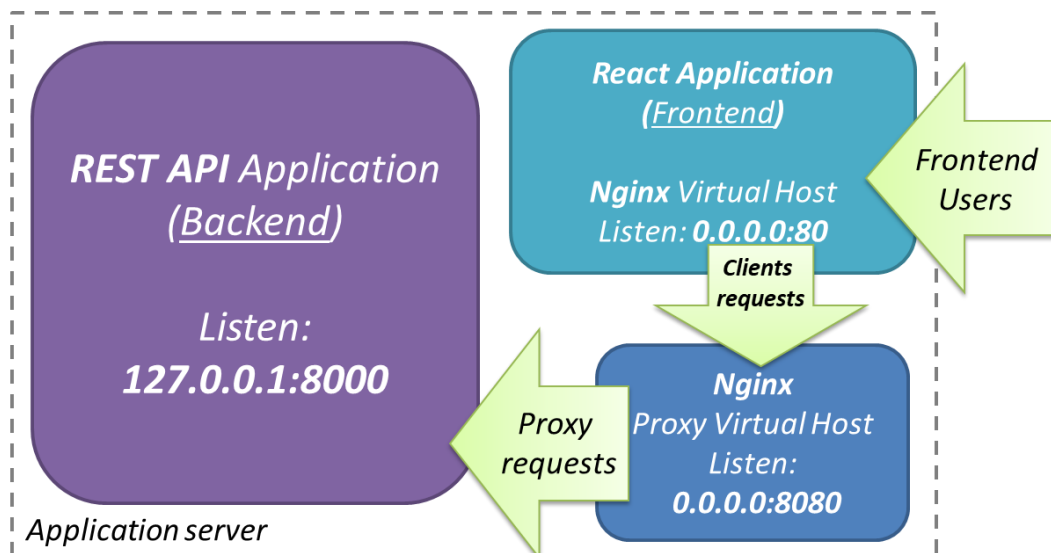 REST API Application
(Backend)
Listen:
127.0.0.1:8000
React Application
(Frontend)
Nginx Virtual Host
Listen: 0.0.0.0:80
Frontend
Users
Clients
requests
Nginx
Proxy Virtual Host
Listen:
0.0.0.0:8080
Proxy
requests
Application server